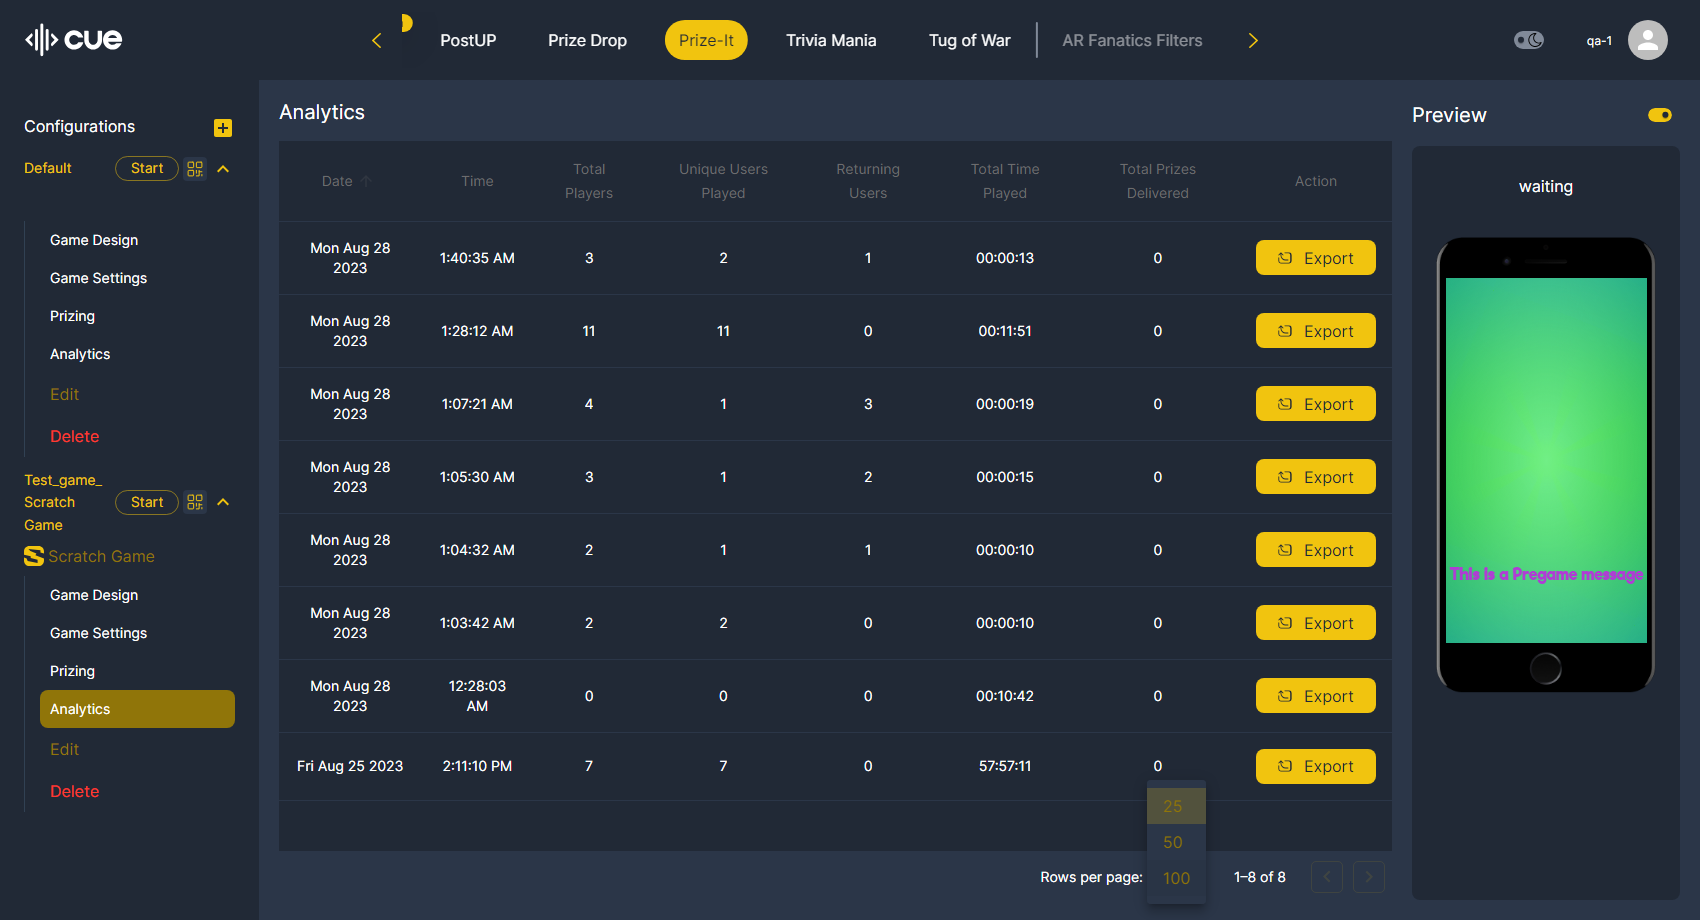 cue
PostUP
Prize Drop
Prize-It
Trivia Mania
Tug of War
AR Fanatics Filters
qa-1
Configurations
Default
Start
Game Design
Game Settings
Prizing
Analytics
Edit
Delete
Test_game_
Scratch
Game
Start
Scratch Game
Game Design
Game Settings
Prizing
Analytics
Edit
Delete
Analytics
Date
Time
Total
Players
Unique Users
Played
Returning
Users
Total Time
Played
Total Prizes
Delivered
Action
Mon Aug 28
2023
1:40:35 AM
3
2
1
00:00:13
0
Export
Mon Aug 28
2023
1:28:12 AM
11
11
0
00:11:51
0
Export
Mon Aug 28
2023
1:07:21 AM
4
1
3
00:00:19
0
Export
Mon Aug 28
2023
1:05:30 AM
3
1
2
00:00:15
0
Export
Mon Aug 28
2023
1:04:32 AM
2
1
1
00:00:10
0
Export
Mon Aug 28
2023
1:03:42 AM
2
2
0
00:00:10
0
Export
Mon Aug 28
2023
12:28:03
AM
0
0
0
00:10:42
0
Export
Fri Aug 25 2023
2:11:10 PM
7
7
0
57:57:11
0
Export
25
50
100
Rows per page:
1–8 of 8
Preview
waiting
This is a Pregame message